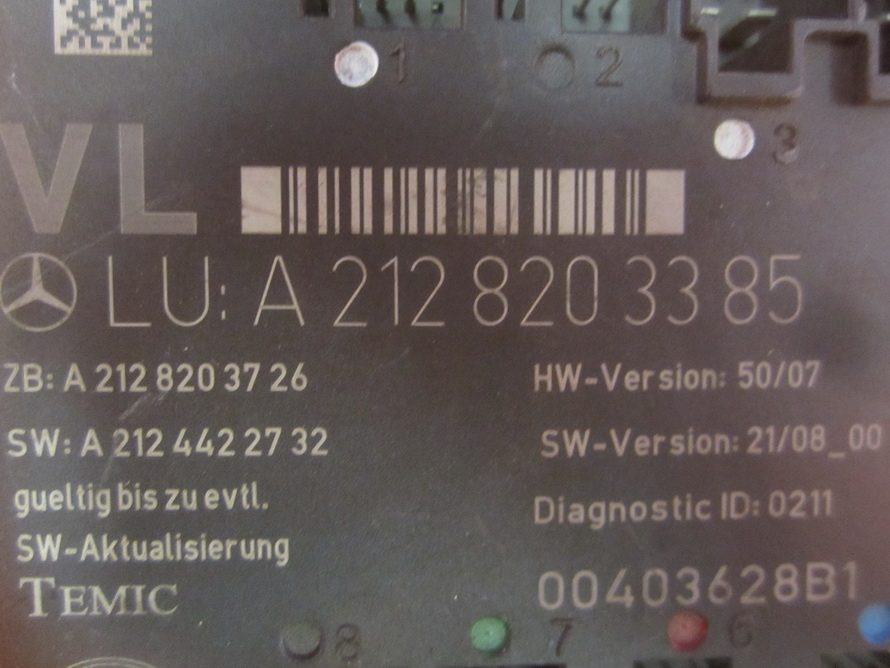 1 2
3
VL
LU: A 212 820 33 85
ZB: A 212 820 37 26
HW-Version: 50/07
SW: A 212 442 27 32
SW-Version: 21/08_00
gueltig bis zu evtl.
Diagnostic ID: 0211
SW-Aktualisierung
TEMIC
00403628B1
8 7 6